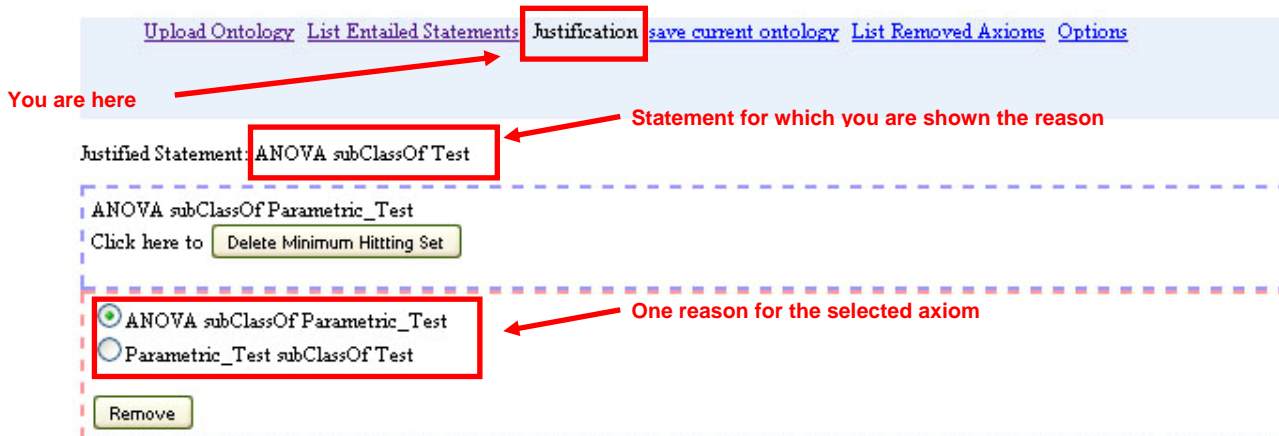 Upload Ontology List Entailed Statements Justification save current ontology List Removed Axioms Options
You are here
Statement for which you are shown the reason
Justified Statement: ANOVA subClassOf Test
ANOVA subClassOf Parametric_Test
Click here to Delete Minimum Hittting Set
One reason for the selected axiom
ANOVA subClassOf Parametric_Test
Parametric_Test subClassOf Test
Remove